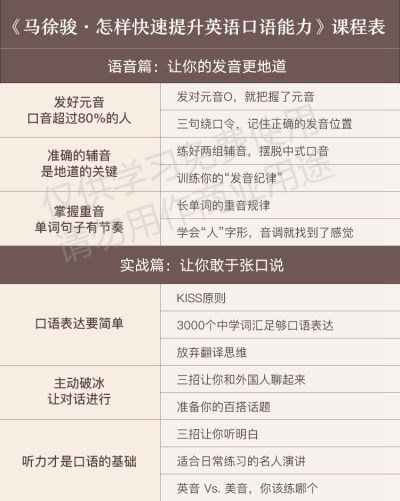 《马徐骏·怎样快速提升英语口语能力》课程表
语音篇：让你的发音更地道
发好元音
口音超过80%的人
发对元音O，就把握了元音
三句绕口令，记住正确的发音位置
准确的辅音
是地道的关键
练好两组辅音，摆脱中式口音
训练你的“发音纪律”
掌握重音
单词句子有节奏
长单词的重音规律
学会“人”字形，音调就找到了感觉
实战篇：让你敢于张口说
口语表达要简单
KISS原则
3000个中学词汇足够口语表达
放弃翻译思维
主动破冰
让对话进行
三招让你和外国人聊起来
准备你的百搭话题
听力才是口语的基础
三招让你听明白
适合日常练习的名人演讲
英音 Vs. 美音，你该练哪个
仅供学习免费使用
请勿用作商业用途